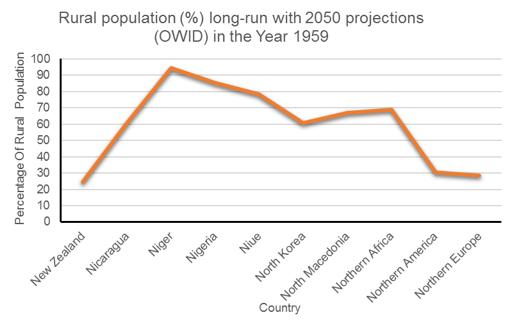 Rural population (%) long-run with 2050 projections
(OWID) in the Year 1959
Percentage Of Rural Population
100
90
80
70
60
50
40
30
20
10
0
New Zealand
Nicaragua
Niger
Nigeria
Niue
North Korea
North Macedonia
Northern Africa
Northern America
Northern Europe
Country